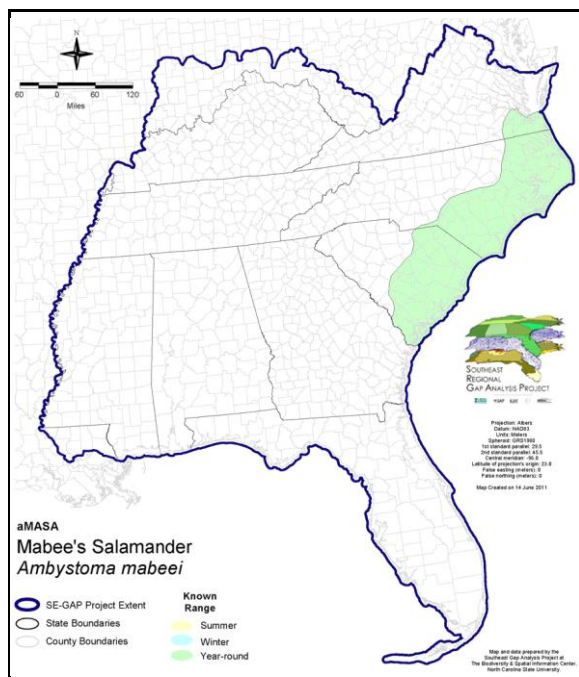 60 0 60 120
Miles
SOUTHEAST
REGIONAL
GAP ANALYSIS PROJECT
Projection: Albers
Datum: NAD83
Units: Meters
Spheroid: GRS1980
1st standard parallel: 29.5
2nd standard parallel: 45.5
Central meridian: -96.0
Latitude of projection's origin: 23.0
False easting (meters): 0
False northing (meters): 0
Map Created on 14 June 2011
aMASA
Mabee's Salamander
Ambystoma mabeei
SE-GAP Project Extent
State Boundaries
County Boundaries
Known
Range
Summer
Winter
Year-round
Map and data prepared by the
Southeast Gap Analysis Project at
The Biodiversity & Spatial Information Center,
North Carolina State University.